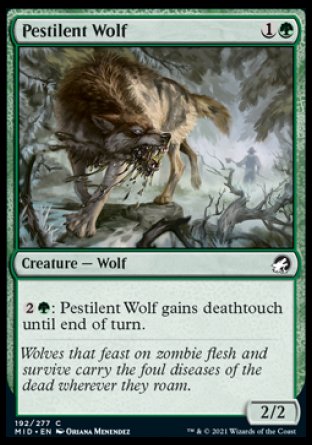 Pestilent Wolf 1
Creature — Wolf
2 : Pestilent Wolf gains deathtouch
until end of turn.
Wolves that feast on zombie flesh and
survive carry the foul diseases of the
dead wherever they roam.
2/2
192/277 C
MID • EN Oriana Menendez
™ & © 2021 Wizards of the Coast